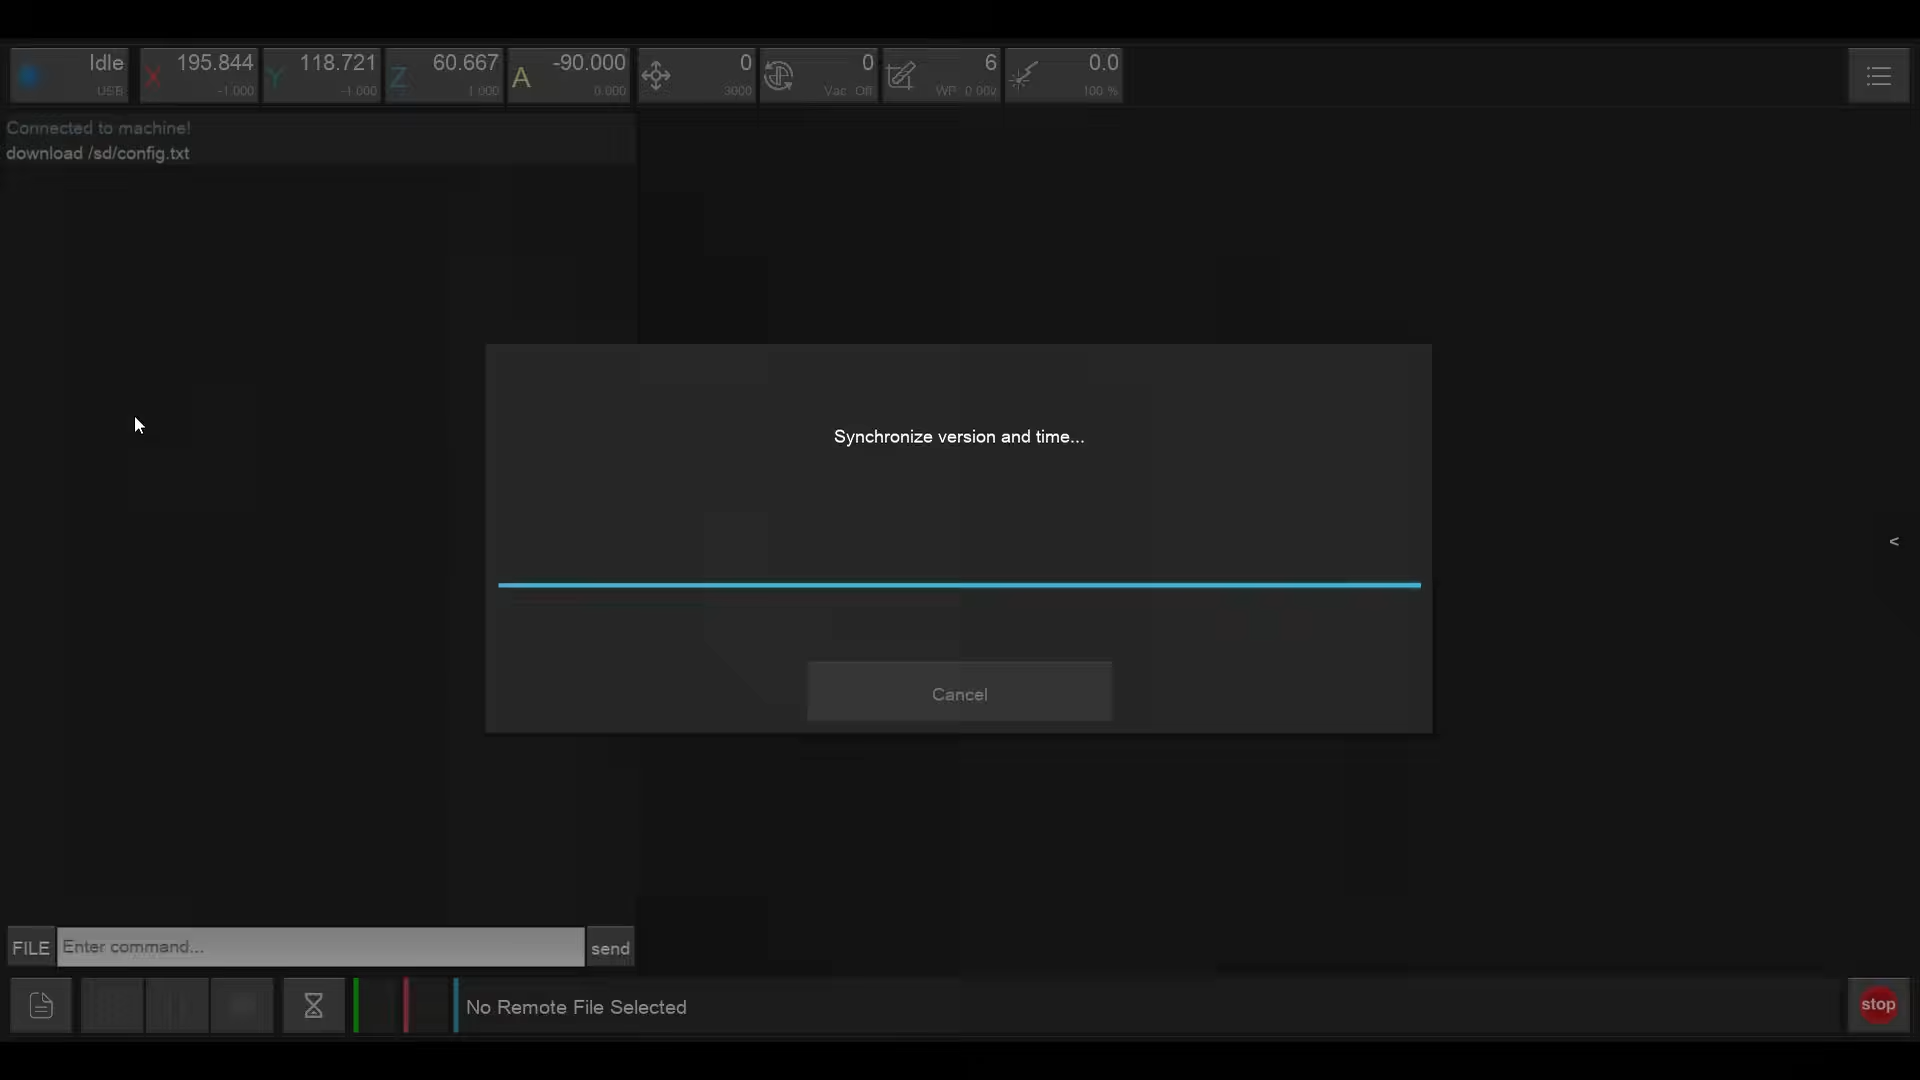 Idle
USB
X 195.844
-1.000
Y 118.721
-1.000
Z 60.667
1.000
A -90.000
0.000
0
3000
0
Vac Off
6
WP 0.00v
0.0
100 %
Connected to machine!
download /sd/config.txt
Synchronize version and time...
<
Cancel
FILE Enter command... send
No Remote File Selected
stop